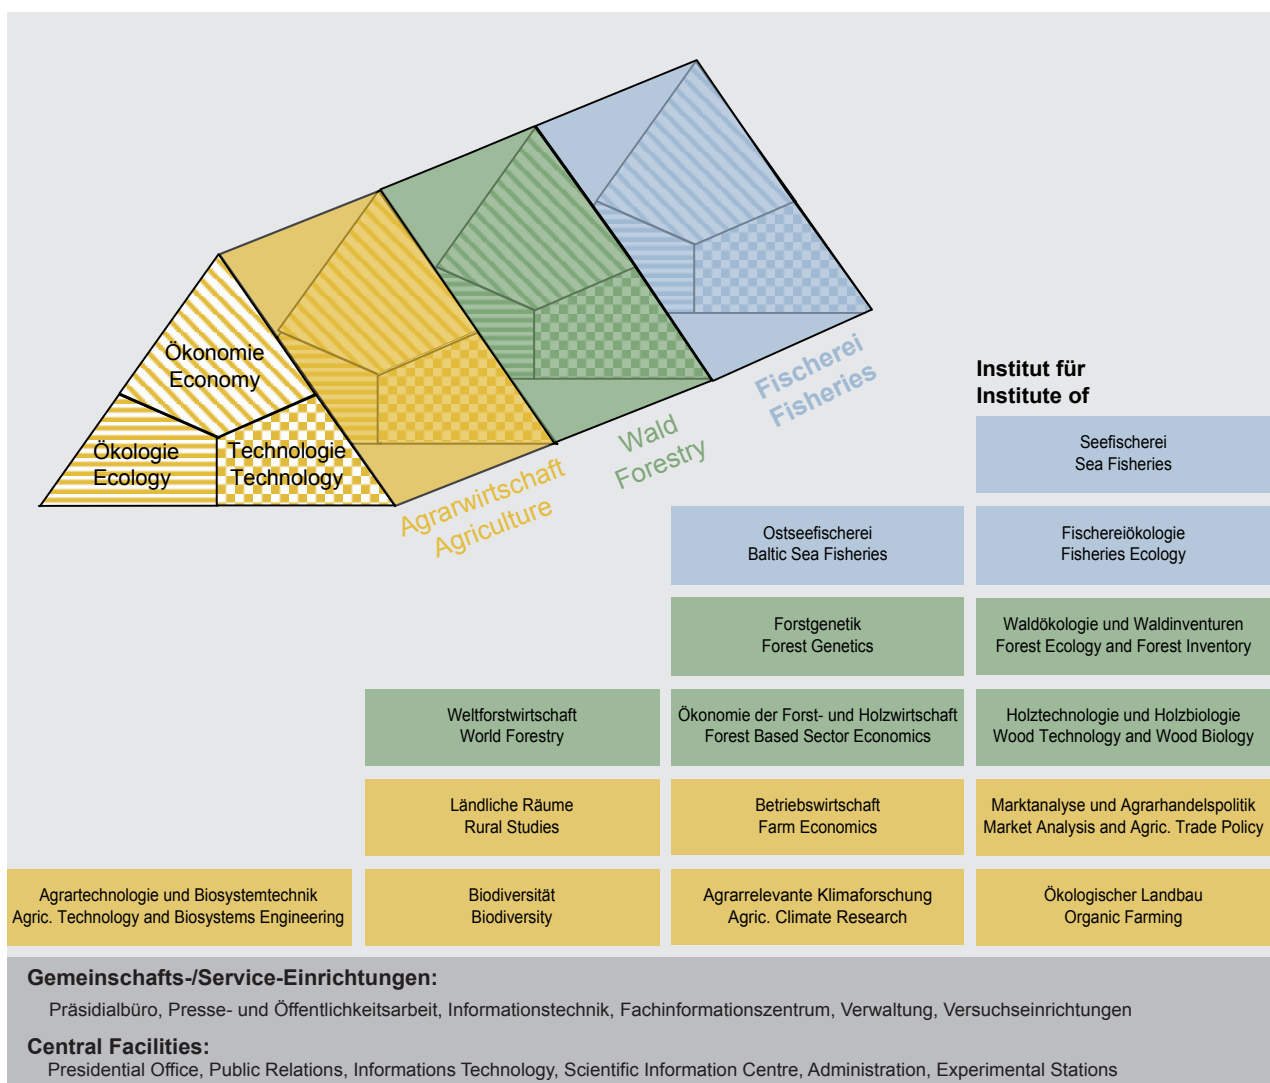 Ökonomie
Economy
Ökologie
Ecology
Technologie
Technology
Agrarwirtschaft
Agriculture
Wald
Forestry
Fischerei
Fisheries
Institut für
Institute of
Seefischerei
Sea Fisheries
Ostseefischerei
Baltic Sea Fisheries
Fischereiökologie
Fisheries Ecology
Forstgenetik
Forest Genetics
Waldökologie und Waldinventuren
Forest Ecology and Forest Inventory
Weltforstwirtschaft
World Forestry
Ökonomie der Forst- und Holzwirtschaft
Forest Based Sector Economics
Holztechnologie und Holzbiologie
Wood Technology and Wood Biology
Ländliche Räume
Rural Studies
Betriebswirtschaft
Farm Economics
Marktanalyse und Agrarhandelspolitik
Market Analysis and Agric. Trade Policy
Agrartechnologie und Biosystemtechnik
Agric. Technology and Biosystems Engineering
Biodiversität
Biodiversity
Agrarrelevante Klimaforschung
Agric. Climate Research
Ökologischer Landbau
Organic Farming
Gemeinschafts-/Service-Einrichtungen:
Präsidialbüro, Presse- und Öffentlichkeitsarbeit, Informationstechnik, Fachinformationszentrum, Verwaltung, Versuchseinrichtungen
Central Facilities:
Presidential Office, Public Relations, Informations Technology, Scientific Information Centre, Administration, Experimental Stations